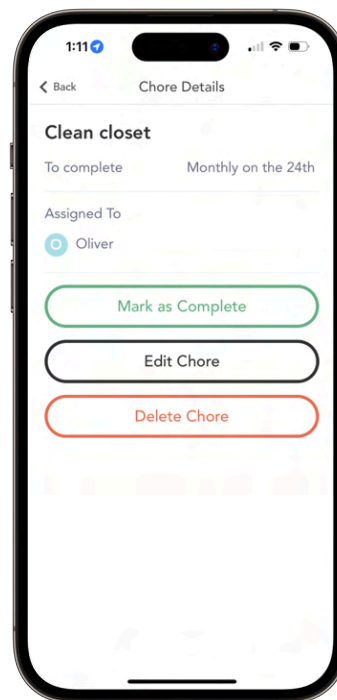 1:11
Back Chore Details
Clean closet
To complete Monthly on the 24th
Assigned To
O Oliver
Mark as Complete
Edit Chore
Delete Chore